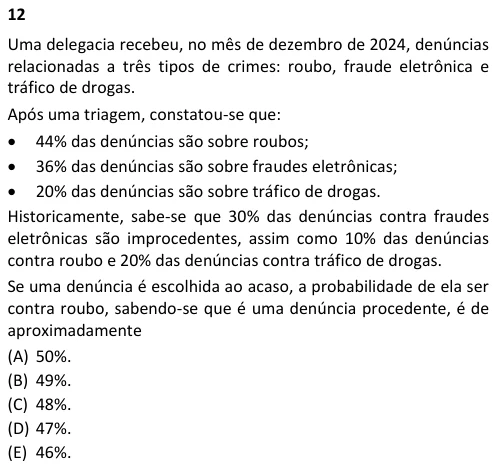 12
Uma delegacia recebeu, no mês de dezembro de 2024, denúncias
relacionadas a três tipos de crimes: roubo, fraude eletrônica e
tráfico de drogas.
Após uma triagem, constatou-se que:
• 44% das denúncias são sobre roubos;
• 36% das denúncias são sobre fraudes eletrônicas;
• 20% das denúncias são sobre tráfico de drogas.
Historicamente, sabe-se que 30% das denúncias contra fraudes
eletrônicas são improcedentes, assim como 10% das denúncias
contra roubo e 20% das denúncias contra tráfico de drogas.
Se uma denúncia é escolhida ao acaso, a probabilidade de ela ser
contra roubo, sabendo-se que é uma denúncia procedente, é de
aproximadamente
(A) 50%.
(B) 49%.
(C) 48%.
(D) 47%.
(E) 46%.